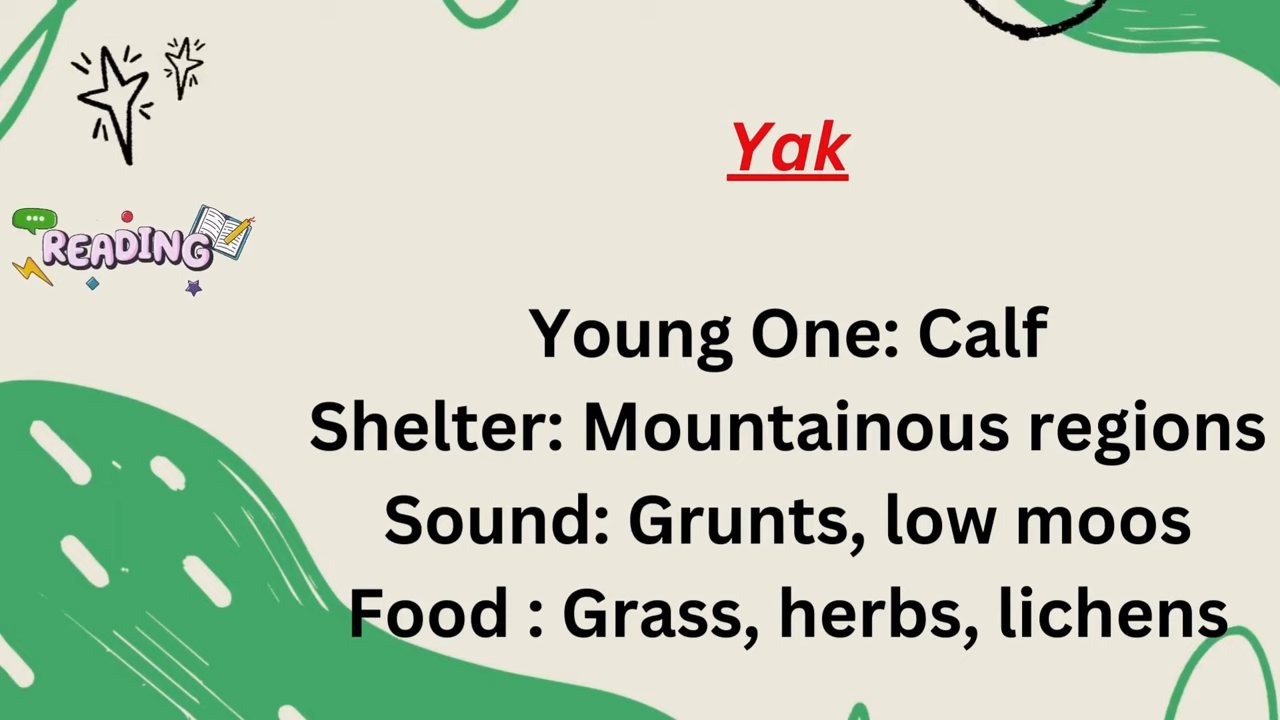 Yak
READING
Young One: Calf
Shelter: Mountainous regions
Sound: Grunts, low moos
Food : Grass, herbs, lichens